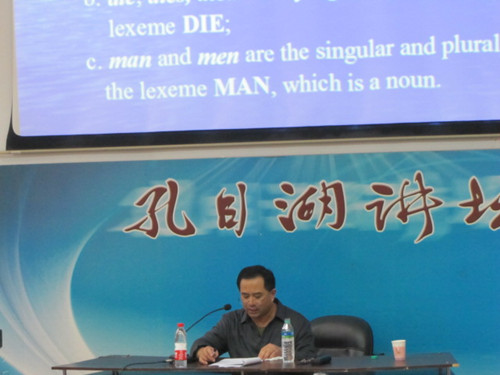 lexeme DIE;
c. man and men are the singular and plural
the lexeme MAN, which is a noun.
孔目湖讲坛